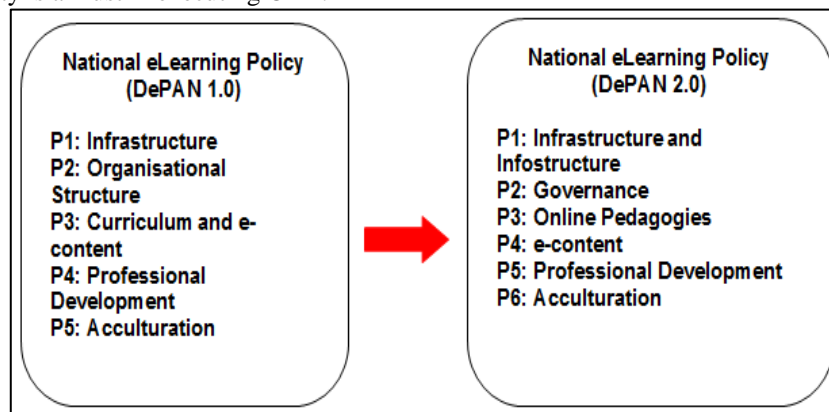 National eLearning Policy
(DePAN 1.0)
P1: Infrastructure
P2: Organisational
Structure
P3: Curriculum and e-
content
P4: Professional
Development
P5: Acculturation
National eLearning Policy
(DePAN 2.0)
P1: Infrastructure and
Infostructure
P2: Governance
P3: Online Pedagogies
P4: e-content
P5: Professional Development
P6: Acculturation